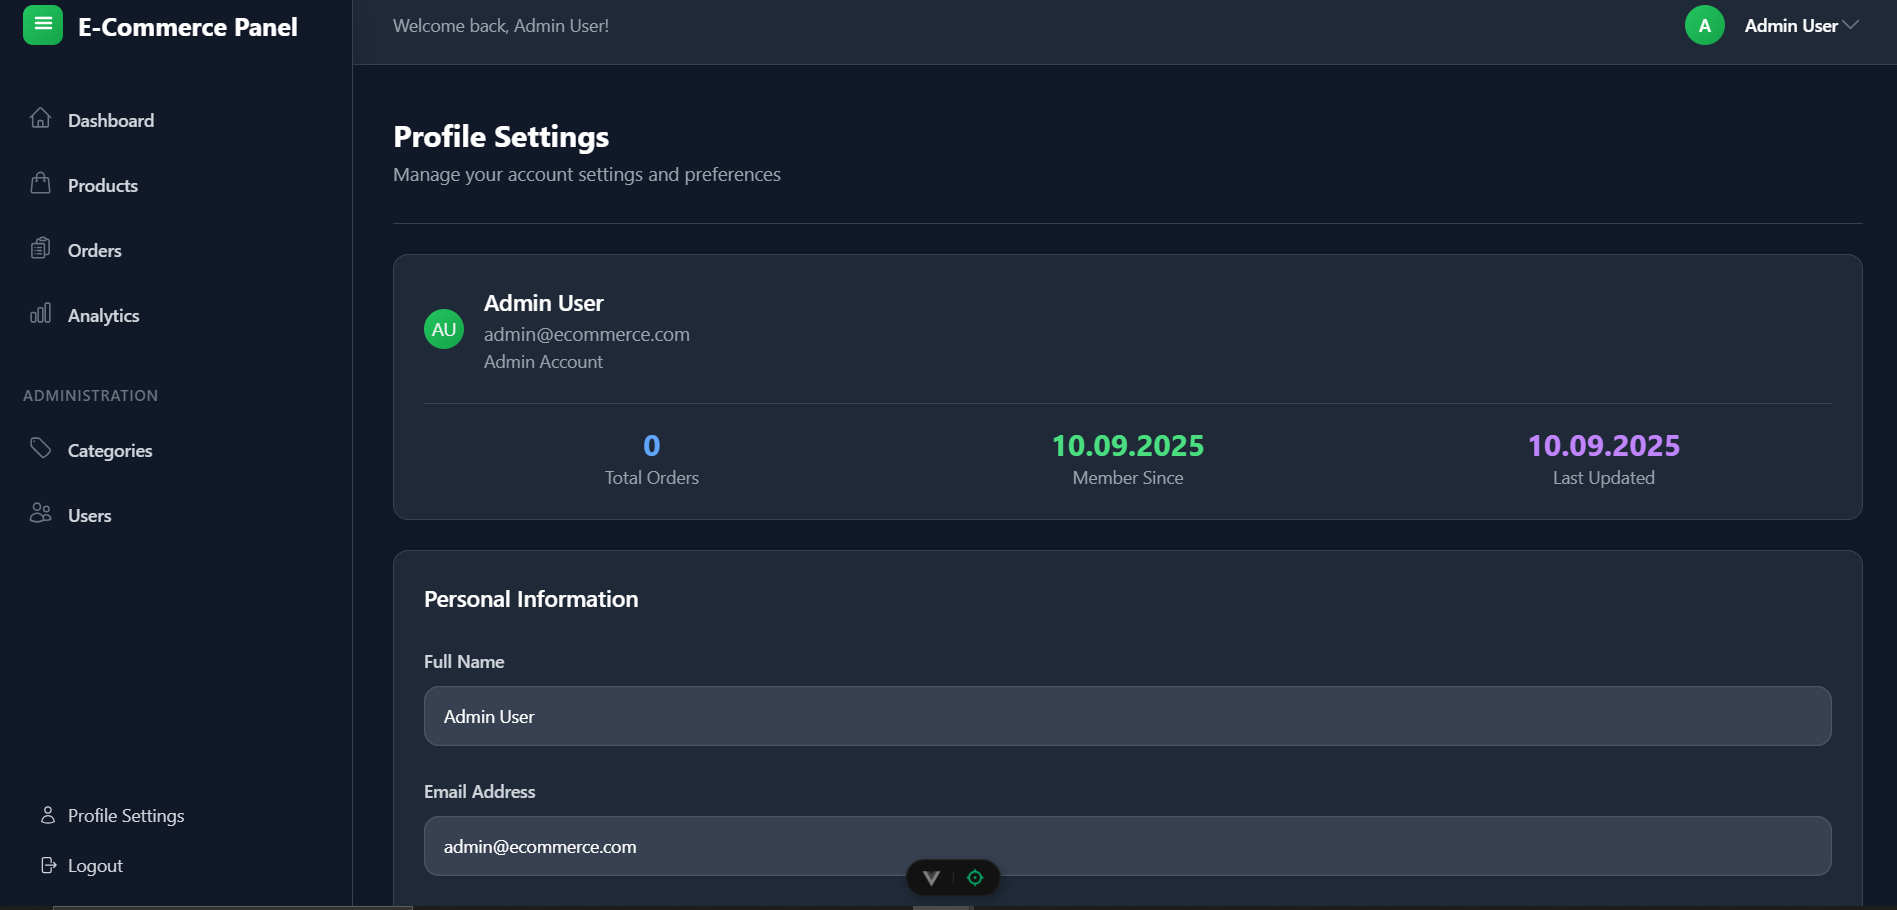 E-Commerce Panel
Dashboard
Products
Orders
Analytics
ADMINISTRATION
Categories
Users
Profile Settings
Logout
Welcome back, Admin User!
A
Admin User
Profile Settings
Manage your account settings and preferences
AU
Admin User
admin@ecommerce.com
Admin Account
0
Total Orders
10.09.2025
Member Since
10.09.2025
Last Updated
Personal Information
Full Name
Admin User
Email Address
admin@ecommerce.com